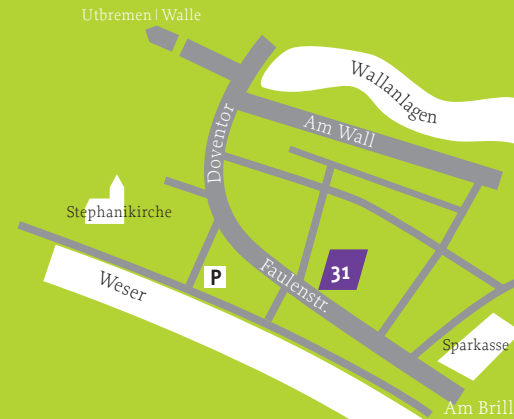 Utbremen | Walle
Wallanlagen
Am Wall
Doventor
Stephanikirche
Faulenstr.
31
P
Weser
Sparkasse
Am Brill